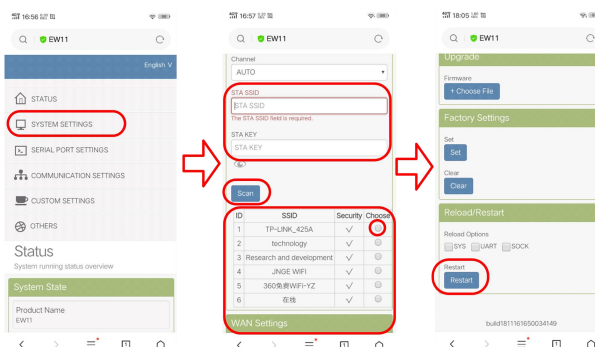 16:56
EW11
English V
STATUS
SYSTEM SETTINGS
SERIAL PORT SETTINGS
COMMUNICATION SETTINGS
CUSTOM SETTINGS
OTHERS
Status
System running status overview
System State
Product Name
EW11
16:57
EW11
Channel
AUTO
STA SSID
STA SSID
The STA SSID field is required.
STA KEY
STA KEY
Scan
ID SSID Security Choose
1 TP-LINK_425A √
2 technology √
3 Research and development √
4 JNGE WIFI √
5 360免费WiFi-YZ √
6 在线 √
WAN Settings
18:05
EW11
Upgrade
Firmware
+ Choose File
Factory Settings
Set
Set
Clear
Clear
Reload/Restart
Reload Options
SYS UART SOCK
Restart
Restart
build1811161650034149